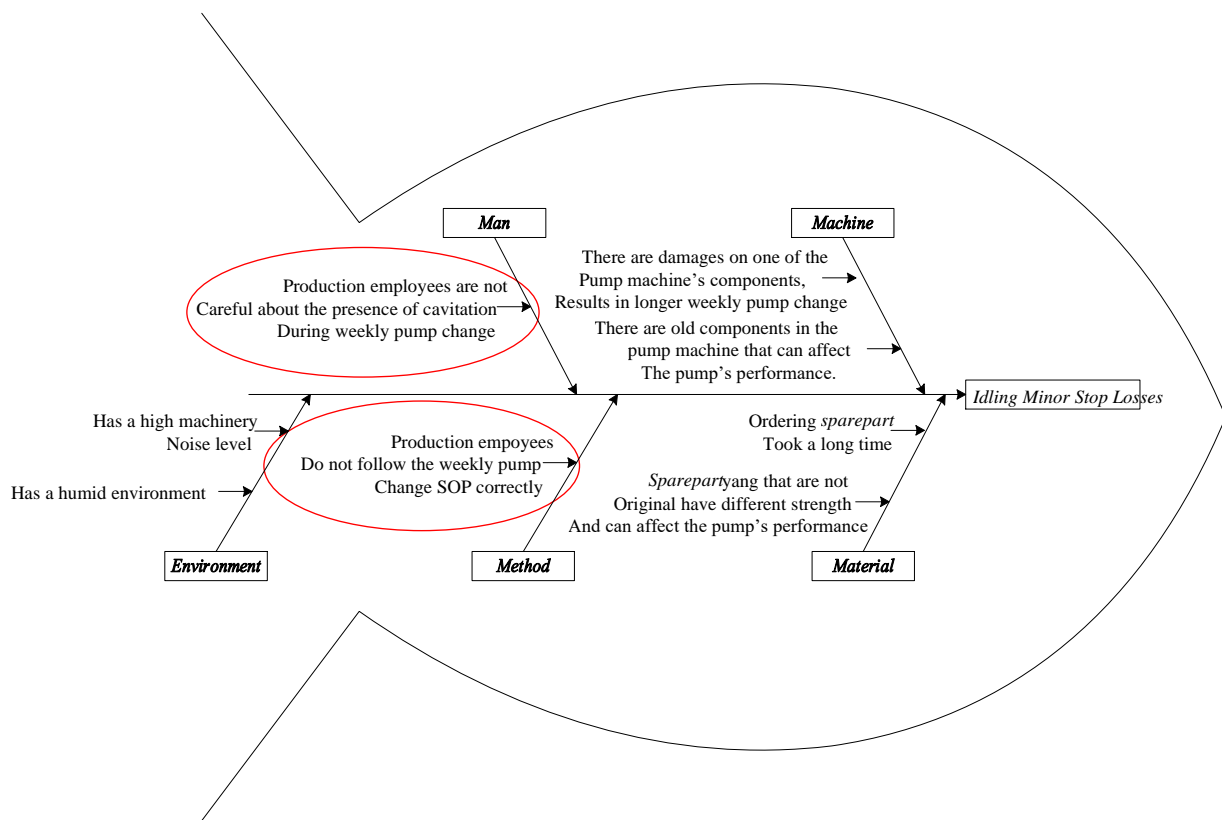 Man
Machine
Production employees are not
Careful about the presence of cavitation
During weekly pump change
There are damages on one of the
Pump machine's components,
Results in longer weekly pump change
There are old components in the
pump machine that can affect
The pump's performance.
Idling Minor Stop Losses
Has a high machinery
Noise level
Has a humid environment
Production empoyees
Do not follow the weekly pump
Change SOP correctly
Ordering sparepart
Took a long time
Sparepartyang that are not
Original have different strength
And can affect the pump's performance
Environment
Method
Material